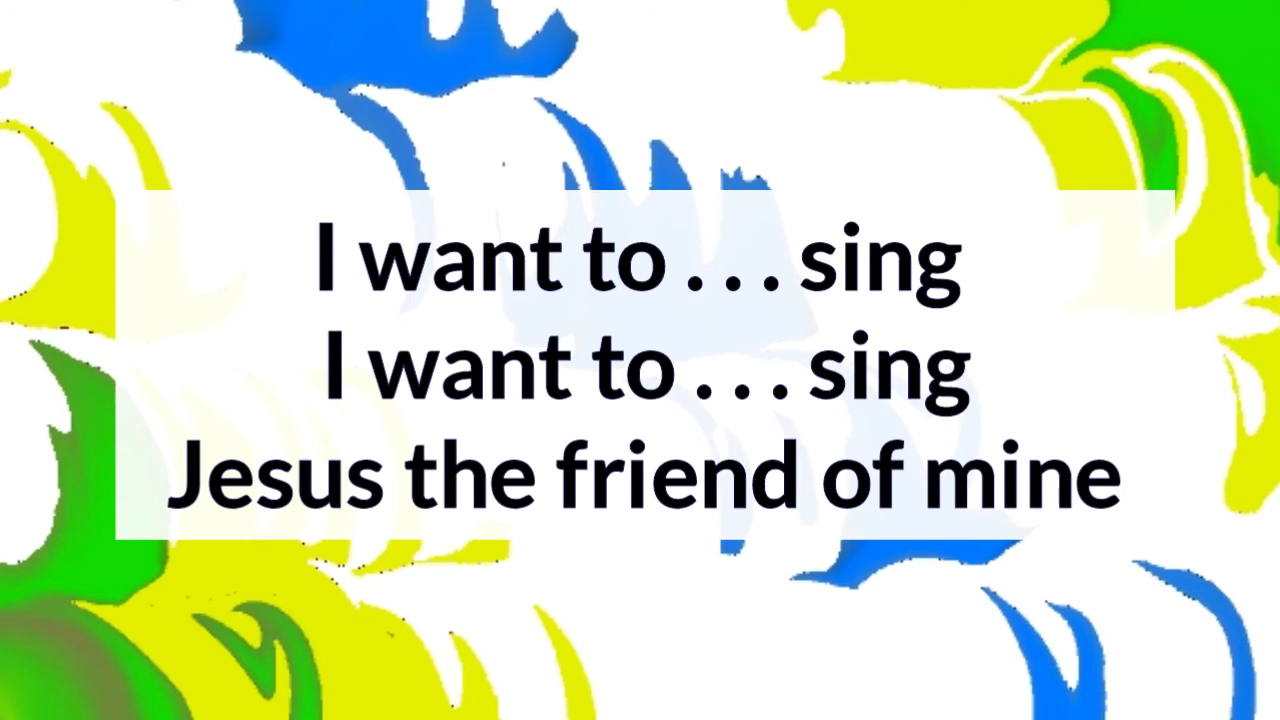 I want to . . . sing
I want to . . . sing
Jesus the friend of mine